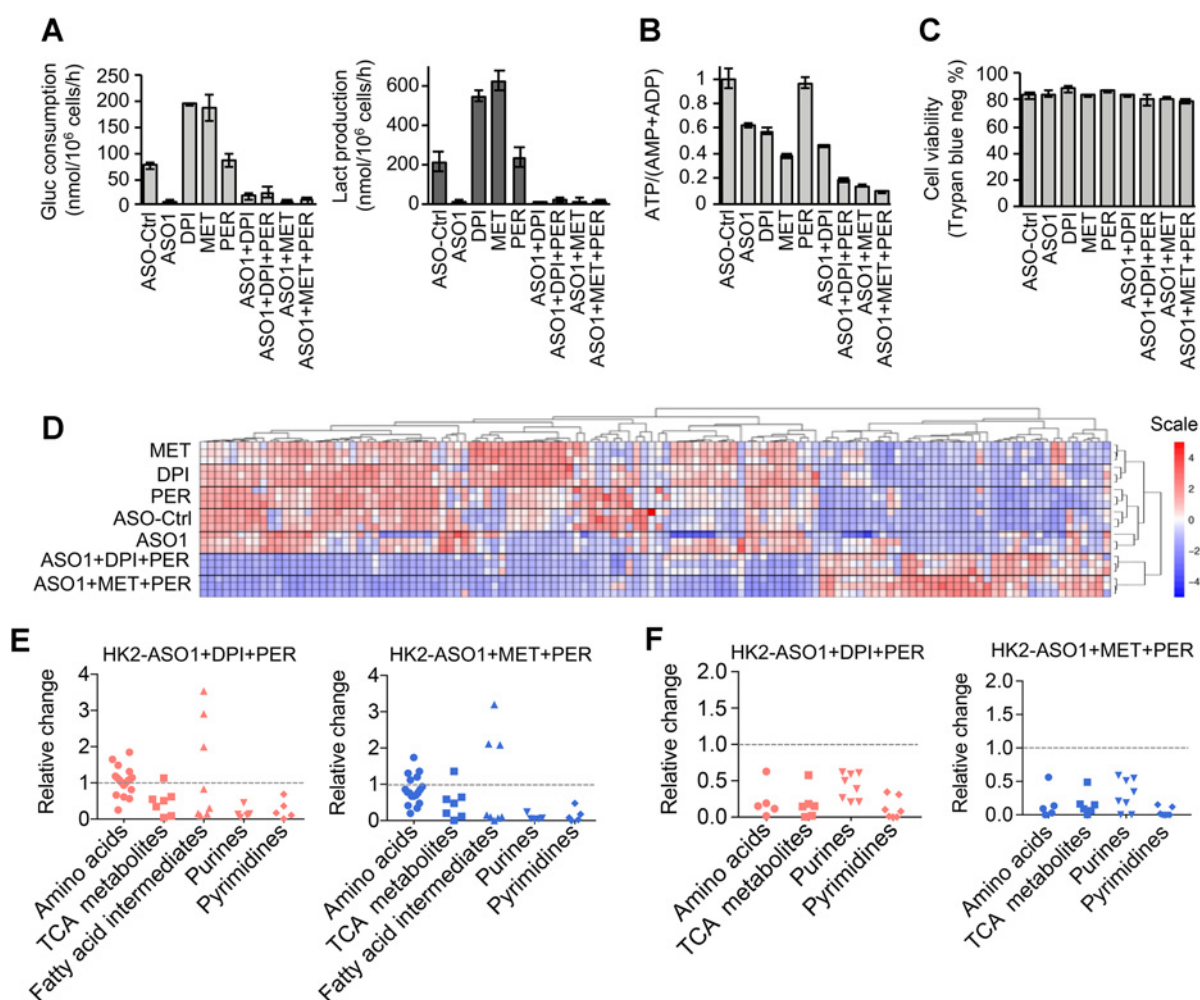 A
Gluc consumption
(nmol/10⁶ cells/h)
250
200
150
100
50
0
ASO-Ctrl
ASO1
DPI
MET
PER
ASO1+DPI
ASO1+DPI+PER
ASO1+MET
ASO1+MET+PER
Lact production
(nmol/10⁶ cells/h)
600
400
200
0
ASO-Ctrl
ASO1
DPI
MET
PER
ASO1+DPI
ASO1+DPI+PER
ASO1+MET
ASO1+MET+PER
B
ATP/(AMP+ADP)
1
0.8
0.6
0.4
0.2
0
ASO-Ctrl
ASO1
DPI
MET
PER
ASO1+DPI
ASO1+DPI+PER
ASO1+MET
ASO1+MET+PER
C
Cell viability
(Trypan blue neg %)
100
80
60
40
20
0
ASO-Ctrl
ASO1
DPI
MET
PER
ASO1+DPI
ASO1+DPI+PER
ASO1+MET
ASO1+MET+PER
D
MET
DPI
PER
ASO-Ctrl
ASO1
ASO1+DPI+PER
ASO1+MET+PER
Scale
4
2
0
−2
−4
E
HK2-ASO1+DPI+PER
Relative change
4
3
2
1
0
Amino acids
TCA metabolites
Fatty acid intermediates
Purines
Pyrimidines
HK2-ASO1+MET+PER
Relative change
4
3
2
1
0
Amino acids
TCA metabolites
Fatty acid intermediates
Purines
Pyrimidines
F
HK2-ASO1+DPI+PER
Relative change
2.0
1.5
1.0
0.5
0.0
Amino acids
TCA metabolites
Purines
Pyrimidines
HK2-ASO1+MET+PER
Relative change
2.0
1.5
1.0
0.5
0.0
Amino acids
TCA metabolites
Purines
Pyrimidines